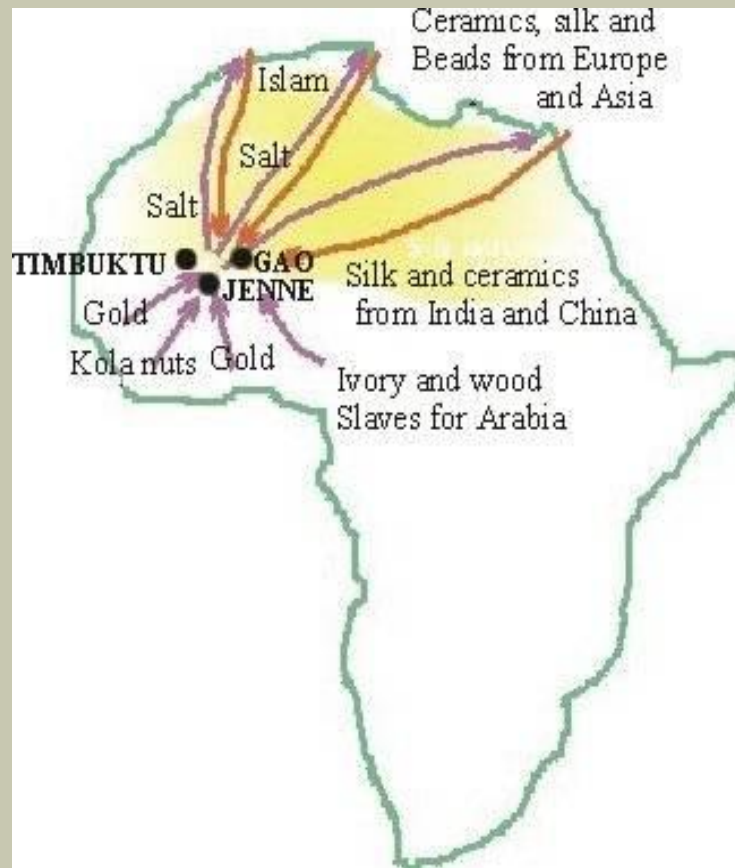 Ceramics, silk and
Beads from Europe
and Asia
Islam
Salt
Salt
TIMBUKTU
GAO
JENNE
Silk and ceramics
from India and China
Gold
Kola nuts
Gold
Ivory and wood
Slaves for Arabia